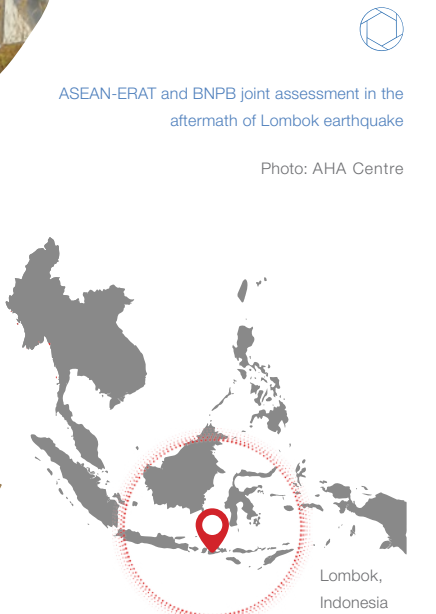 ASEAN-ERAT and BNPB joint assessment in the
aftermath of Lombok earthquake
Photo: AHA Centre
Lombok,
Indonesia